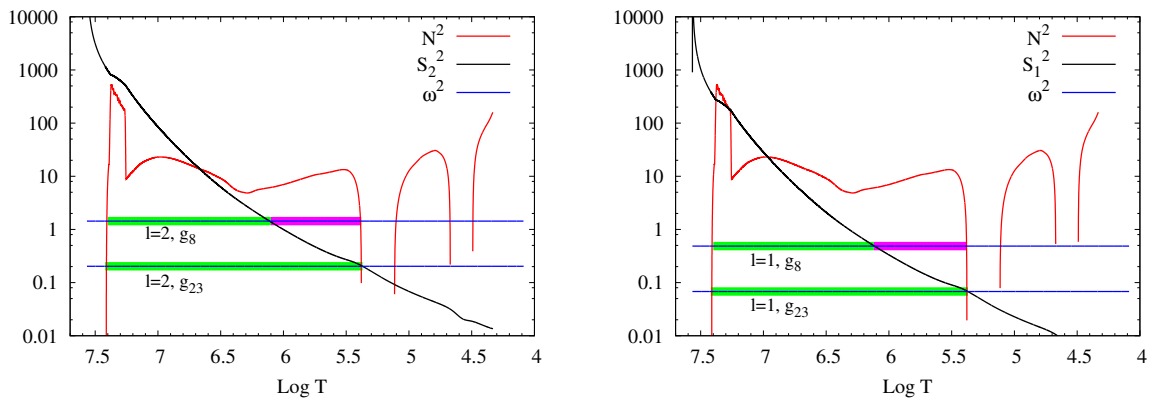 10000
1000
100
10
1
0.1
0.01
7.5 7 6.5 6 5.5 5 4.5 4
Log T
N²
S₂²
ω²
l=2, g₈
l=2, g₂₃
10000
1000
100
10
1
0.1
0.01
7.5 7 6.5 6 5.5 5 4.5 4
Log T
N²
S₁²
ω²
l=1, g₈
l=1, g₂₃